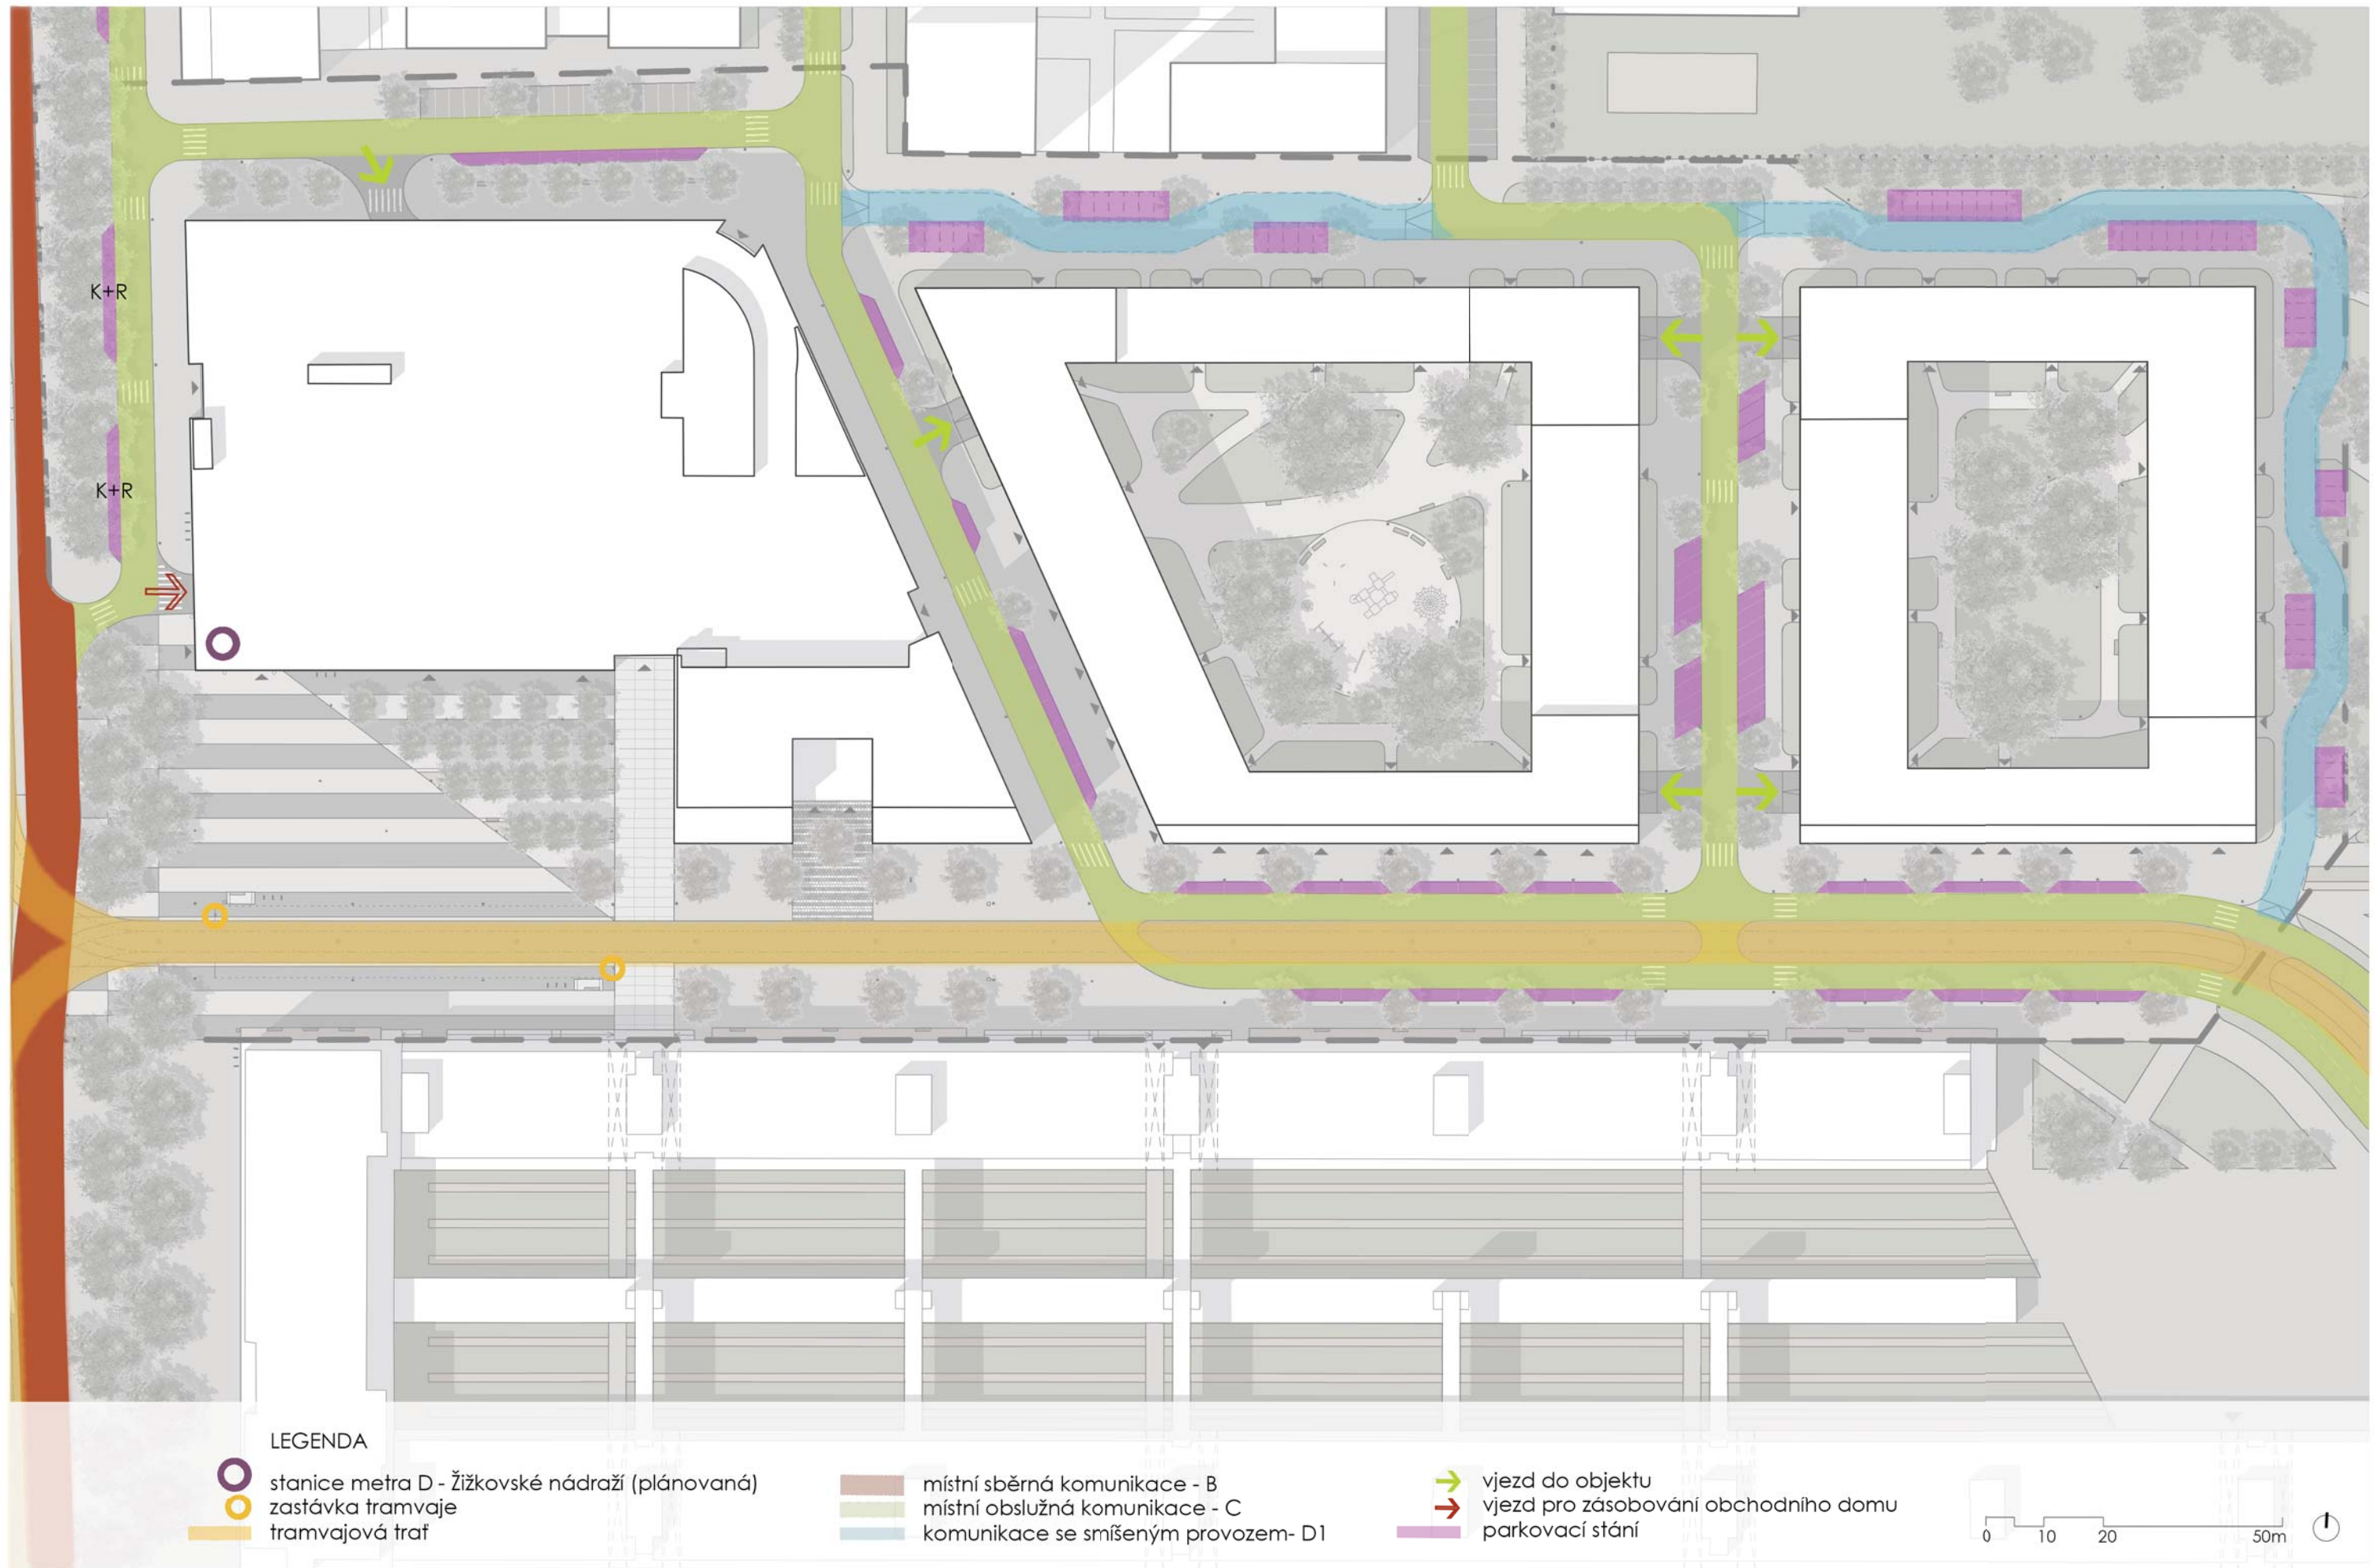 K+R
K+R
LEGENDA
stanice metra D - Žižkovské nádraží (plánovaná)
zastávka tramvaje
tramvajová trať
místní sběrná komunikace - B
místní obslužná komunikace - C
komunikace se smíšeným provozem- D1
vjezd do objektu
vjezd pro zásobování obchodního domu
parkovací stání
0 10 20 50m